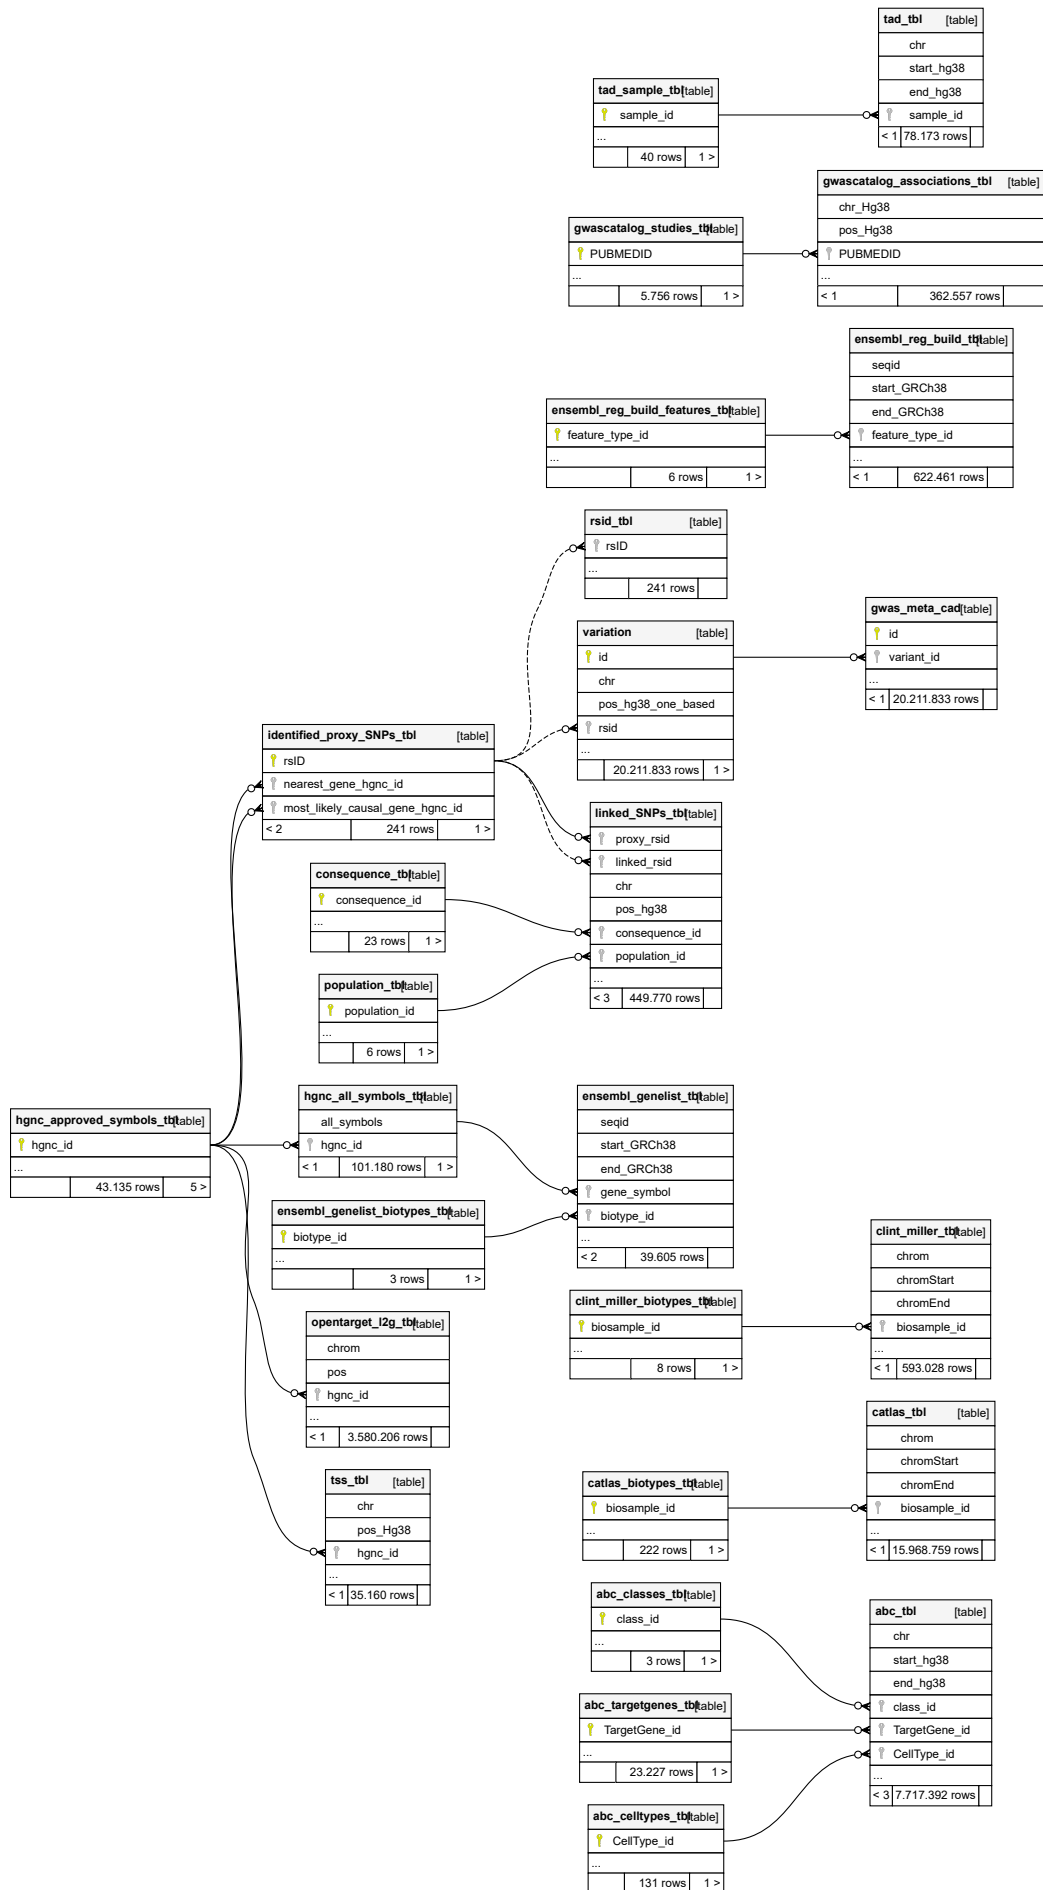 tad_tbl [table]
chr
start_hg38
end_hg38
sample_id
< 1 78.173 rows
tad_sample_tbl [table]
sample_id
...
40 rows 1 >
gwascatalog_associations_tbl [table]
chr_Hg38
pos_Hg38
PUBMEDID
...
< 1 362.557 rows
gwascatalog_studies_tbl [table]
PUBMEDID
...
5.756 rows 1 >
ensembl_reg_build_tbl [table]
seqid
start_GRCh38
end_GRCh38
feature_type_id
...
< 1 622.461 rows
ensembl_reg_build_features_tbl [table]
feature_type_id
...
6 rows 1 >
rsid_tbl [table]
rsID
...
241 rows
gwas_meta_cad [table]
id
variant_id
...
< 1 20.211.833 rows
variation [table]
id
chr
pos_hg38_one_based
rsid
...
20.211.833 rows 1 >
identified_proxy_SNPs_tbl [table]
rsID
nearest_gene_hgnc_id
most_likely_causal_gene_hgnc_id
< 2 241 rows 1 >
linked_SNPs_tbl [table]
proxy_rsid
linked_rsid
chr
pos_hg38
consequence_id
population_id
...
< 3 449.770 rows
consequence_tbl [table]
consequence_id
...
23 rows 1 >
population_tbl [table]
population_id
...
6 rows 1 >
hgnc_approved_symbols_tbl [table]
hgnc_id
...
43.135 rows 5 >
hgnc_all_symbols_tbl [table]
all_symbols
hgnc_id
< 1 101.180 rows 1 >
ensembl_genelist_tbl [table]
seqid
start_GRCh38
end_GRCh38
gene_symbol
biotype_id
...
< 2 39.605 rows
ensembl_genelist_biotypes_tbl [table]
biotype_id
...
3 rows 1 >
clint_miller_tbl [table]
chrom
chromStart
chromEnd
biosample_id
...
< 1 593.028 rows
clint_miller_biotypes_tbl [table]
biosample_id
...
8 rows 1 >
opentarget_l2g_tbl [table]
chrom
pos
hgnc_id
...
< 1 3.580.206 rows
catlas_tbl [table]
chrom
chromStart
chromEnd
biosample_id
...
< 1 15.968.759 rows
tss_tbl [table]
chr
pos_Hg38
hgnc_id
...
< 1 35.160 rows
catlas_biotypes_tbl [table]
biosample_id
...
222 rows 1 >
abc_classes_tbl [table]
class_id
...
3 rows 1 >
abc_tbl [table]
chr
start_hg38
end_hg38
class_id
TargetGene_id
CellType_id
...
< 3 7.717.392 rows
abc_targetgenes_tbl [table]
TargetGene_id
...
23.227 rows 1 >
abc_celltypes_tbl [table]
CellType_id
...
131 rows 1 >